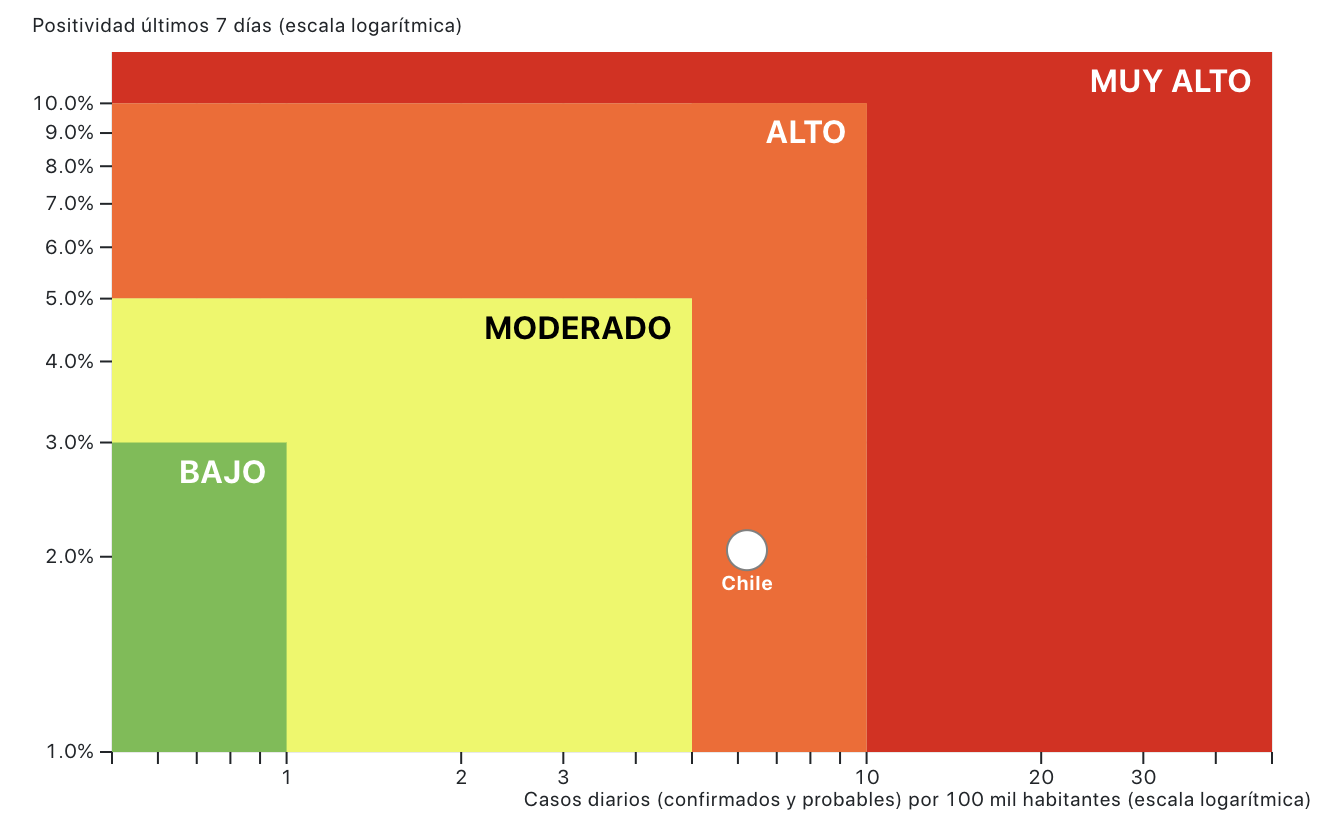 Positividad últimos 7 días (escala logarítmica)
MUY ALTO
10.0%
ALTO
9.0%
8.0%
7.0%
6.0%
5.0%
MODERADO
4.0%
3.0%
BAJO
2.0%
Chile
1.0%
1 2 3 10 20 30
Casos diarios (confirmados y probables) por 100 mil habitantes (escala logarítmica)